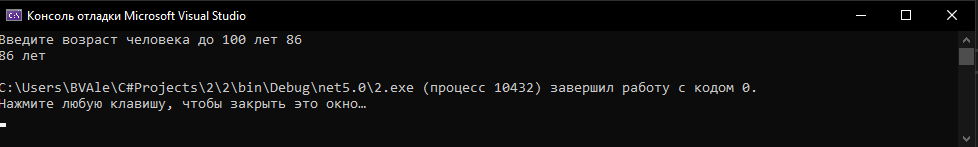 Консоль отладки Microsoft Visual Studio
Введите возраст человека до 100 лет 86
86 лет
C:\Users\BVAle\C#Projects\2\2\bin\Debug\net5.0\2.exe (процесс 10432) завершил работу с кодом 0.
Нажмите любую клавишу, чтобы закрыть это окно…